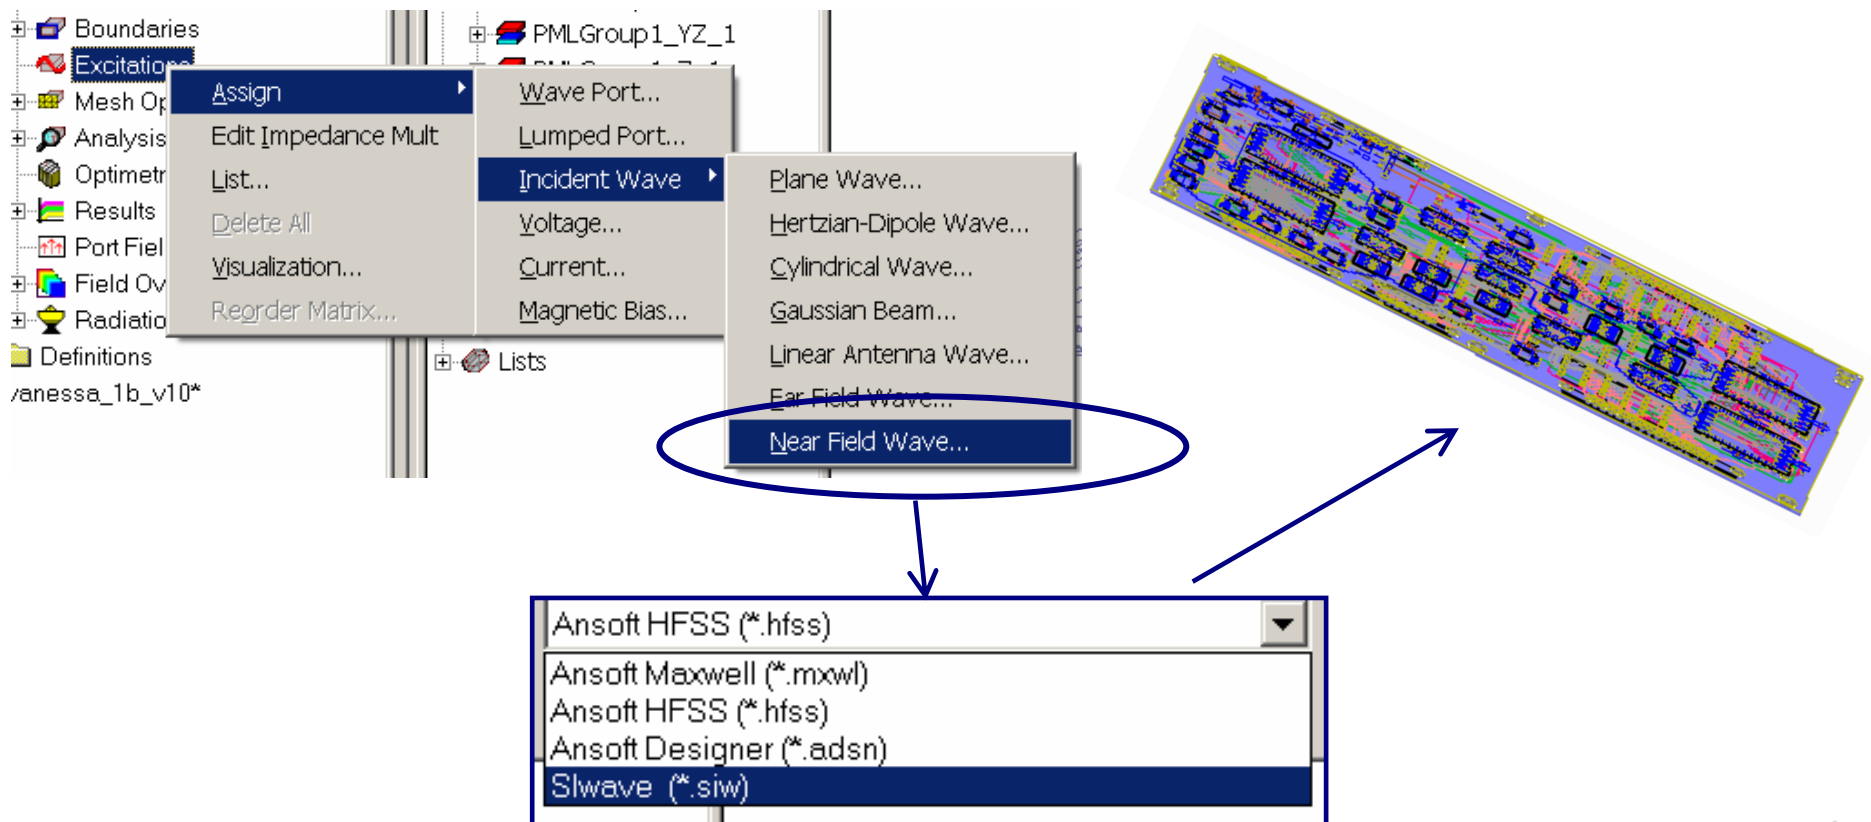 Boundaries
Excitation
Mesh Op
Analysis
Optimetr
Results
Port Fiel
Field Ov
Radiatio
Definitions
vanessa_1b_v10*
PMLGroup1_YZ_1
Lists
Assign
Edit Impedance Mult
List...
Delete All
Visualization...
Reorder Matrix...
Wave Port...
Lumped Port...
Incident Wave
Voltage...
Current...
Magnetic Bias...
Plane Wave...
Hertzian-Dipole Wave...
Cylindrical Wave...
Gaussian Beam...
Linear Antenna Wave...
Far Field Wave...
Near Field Wave...
Ansoft HFSS (*.hfss)
Ansoft Maxwell (*.mxwl)
Ansoft HFSS (*.hfss)
Ansoft Designer (*.adsn)
SIwave (*.siw)